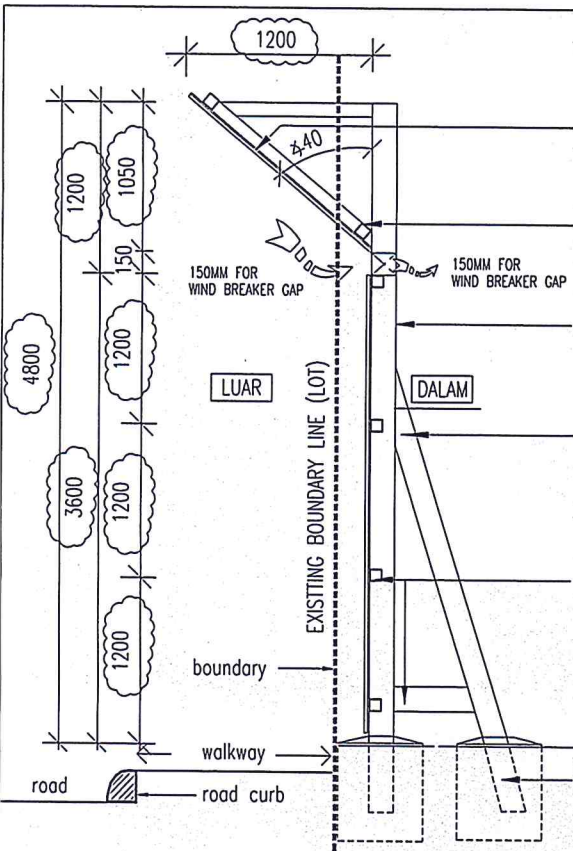 1200
∡40
1200
1050
150
150MM FOR
WIND BREAKER GAP
150MM FOR
WIND BREAKER GAP
4800
1200
LUAR
DALAM
EXISTTING BOUNDARY LINE (LOT)
3600
1200
1200
boundary
walkway
road
road curb